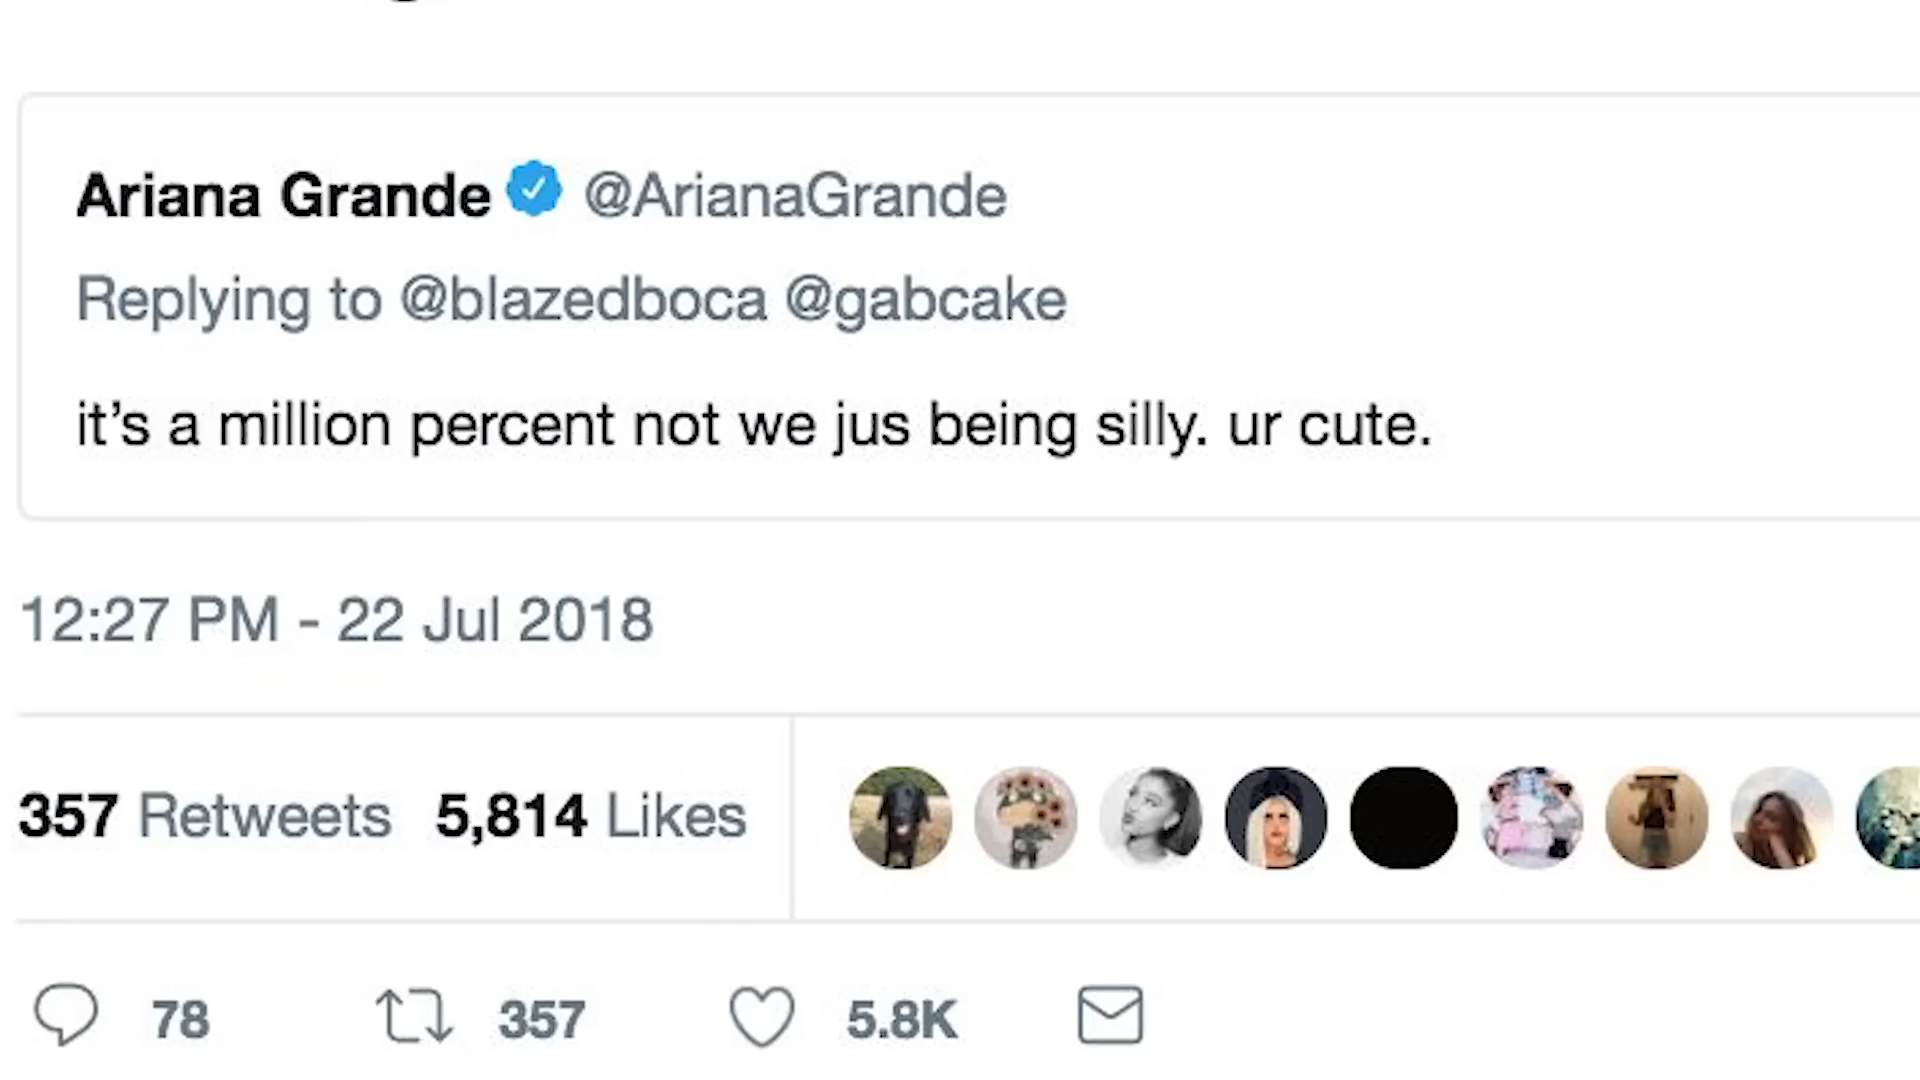 Ariana Grande @ArianaGrande
Replying to @blazedboca @gabcake
it’s a million percent not we jus being silly. ur cute.
12:27 PM - 22 Jul 2018
357 Retweets 5,814 Likes
78 357 5.8K